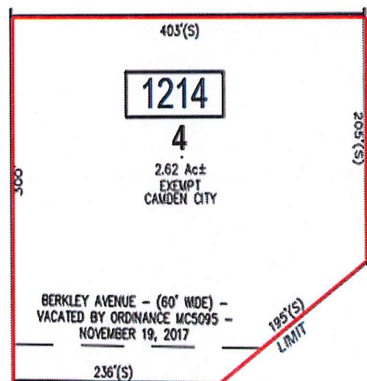 403'(S)
1214
4
2.62 Ac±
EXEMPT
CAMDEN CITY
300'
205'(S)
BERKLEY AVENUE - (60' WIDE) -
VACATED BY ORDINANCE MC5095 -
NOVEMBER 19, 2017
195'(S)
LIMIT
236'(S)